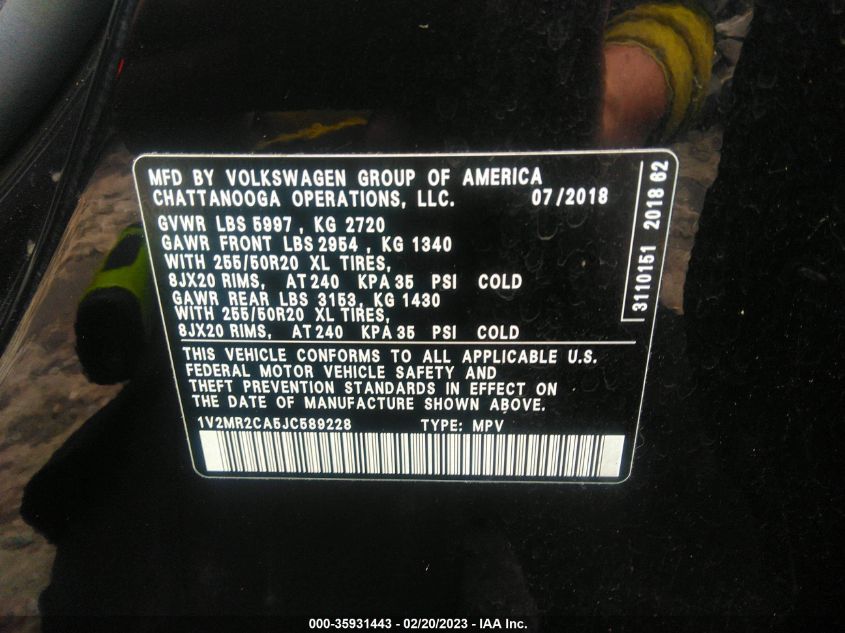 MFD BY VOLKSWAGEN GROUP OF AMERICA
CHATTANOOGA OPERATIONS, LLC. 07/2018
GVWR LBS 5997 , KG 2720
GAWR FRONT LBS 2954 , KG 1340
WITH 255/50R20 XL TIRES,
8JX20 RIMS, AT 240 KPA 35 PSI COLD
GAWR REAR LBS 3153, KG 1430
WITH 255/50R20 XL TIRES,
8JX20 RIMS, AT 240 KPA 35 PSI COLD
3110151 2018 62
THIS VEHICLE CONFORMS TO ALL APPLICABLE U.S.
FEDERAL MOTOR VEHICLE SAFETY AND
THEFT PREVENTION STANDARDS IN EFFECT ON
THE DATE OF MANUFACTURE SHOWN ABOVE.
1V2MR2CA5JC589228 TYPE: MPV
000-35931443 - 02/20/2023 - IAA Inc.